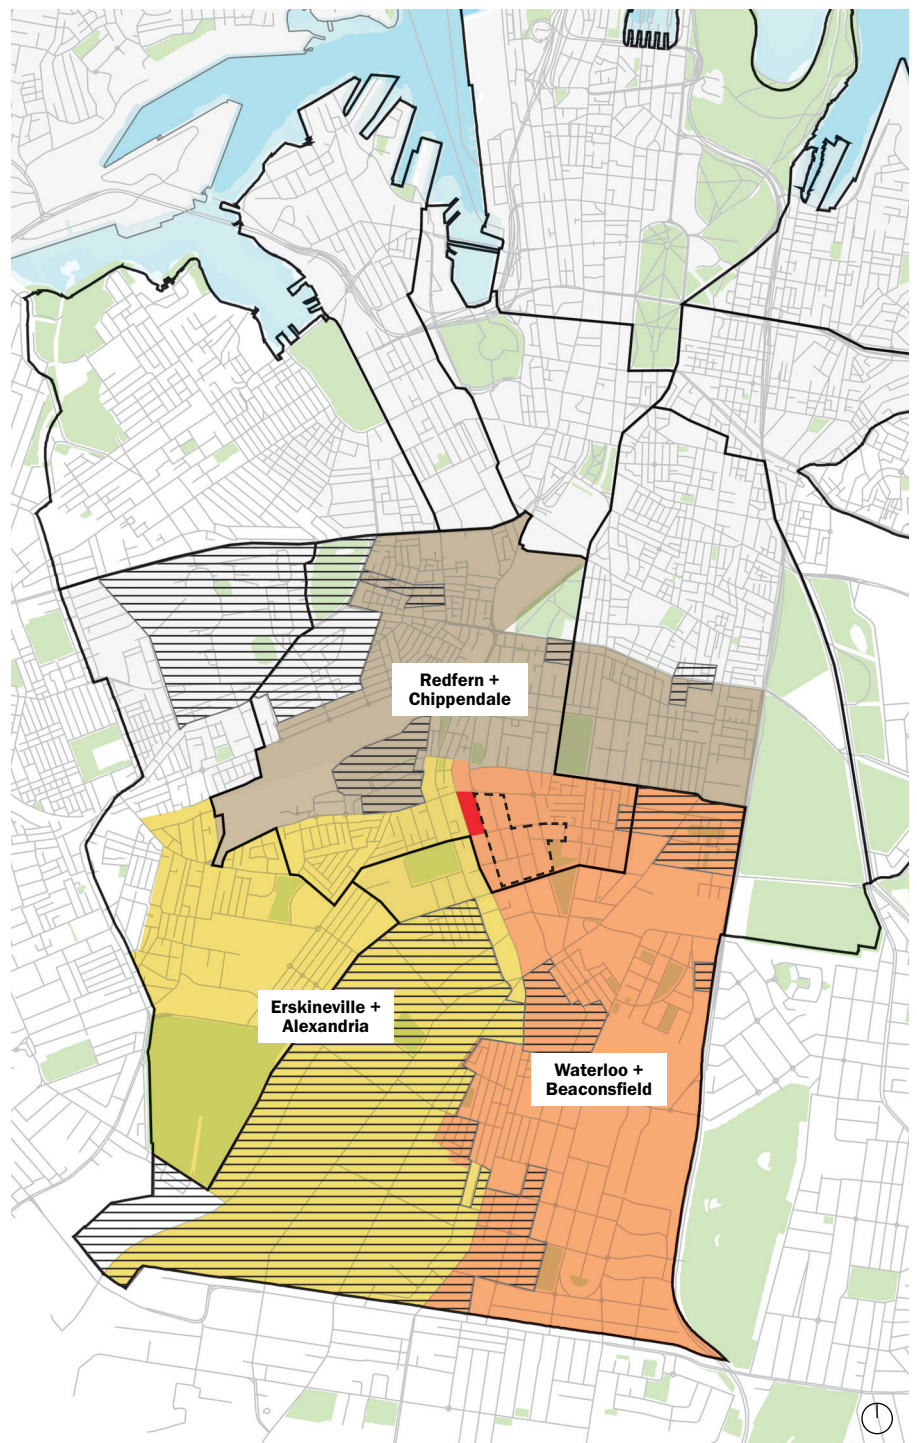 Redfern +
Chippendale
Erskineville +
Alexandria
Waterloo +
Beaconsfield